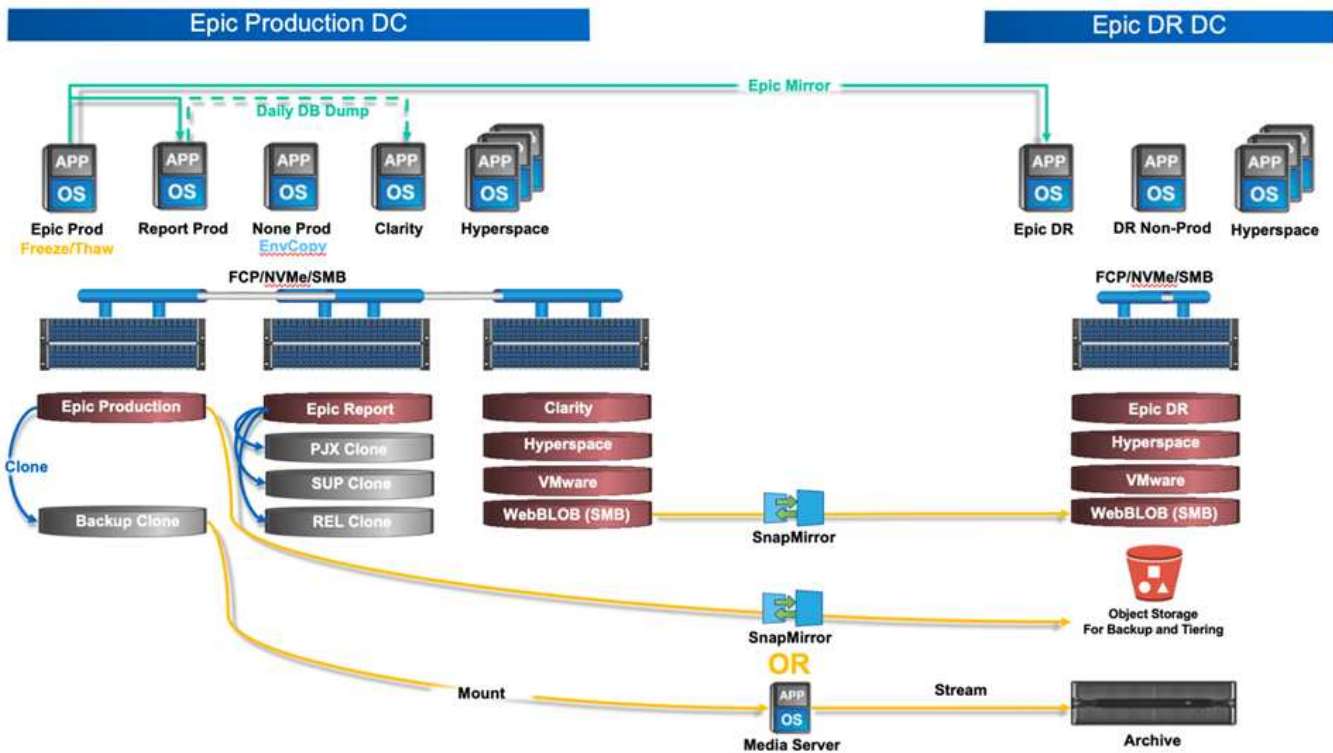 Epic Production DC
Epic DR DC
Epic Mirror
Daily DB Dump
APP
OS
APP
OS
APP
OS
APP
OS
APP
OS
APP
OS
APP
OS
APP
OS
Epic Prod
Freeze/Thaw
Report Prod
None Prod
EnvCopy
Clarity
Hyperspace
Epic DR
DR Non-Prod
Hyperspace
FCP/NVMe/SMB
FCP/NVMe/SMB
Epic Production
Epic Report
Clarity
Epic DR
PJX Clone
Hyperspace
Hyperspace
Clone
SUP Clone
VMware
VMware
Backup Clone
REL Clone
WebBLOB (SMB)
WebBLOB (SMB)
SnapMirror
Object Storage
For Backup and Tiering
SnapMirror
OR
Mount
APP
OS
Stream
Media Server
Archive